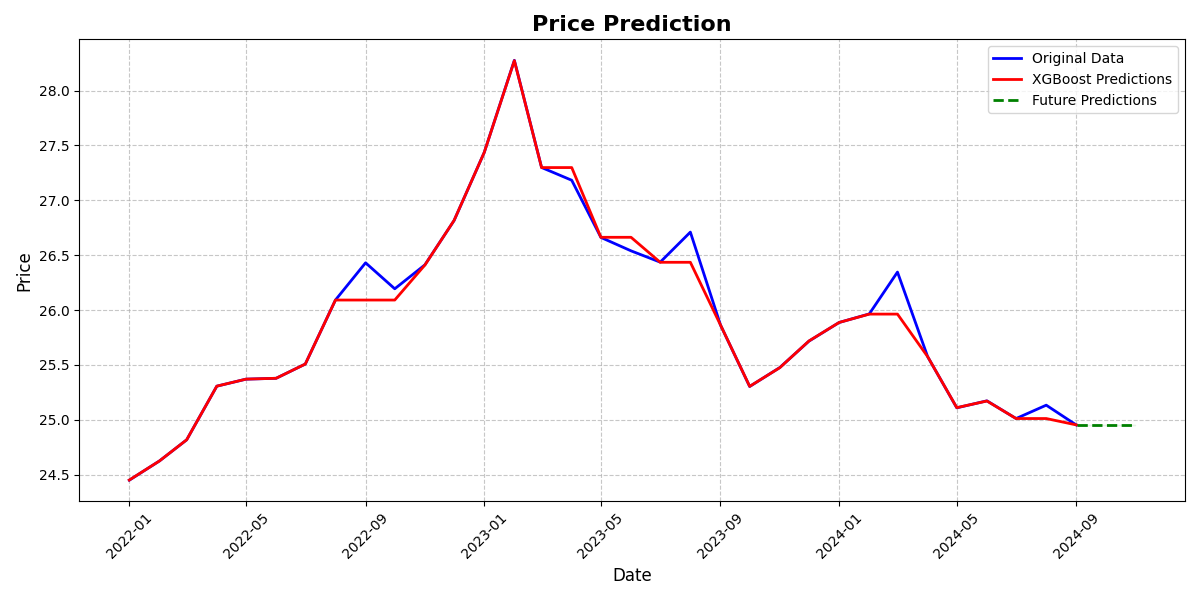 Price Prediction
Original Data
XGBoost Predictions
Future Predictions
Price
28.0
27.5
27.0
26.5
26.0
25.5
25.0
24.5
2022-01
2022-05
2022-09
2023-01
2023-05
2023-09
2024-01
2024-05
2024-09
Date